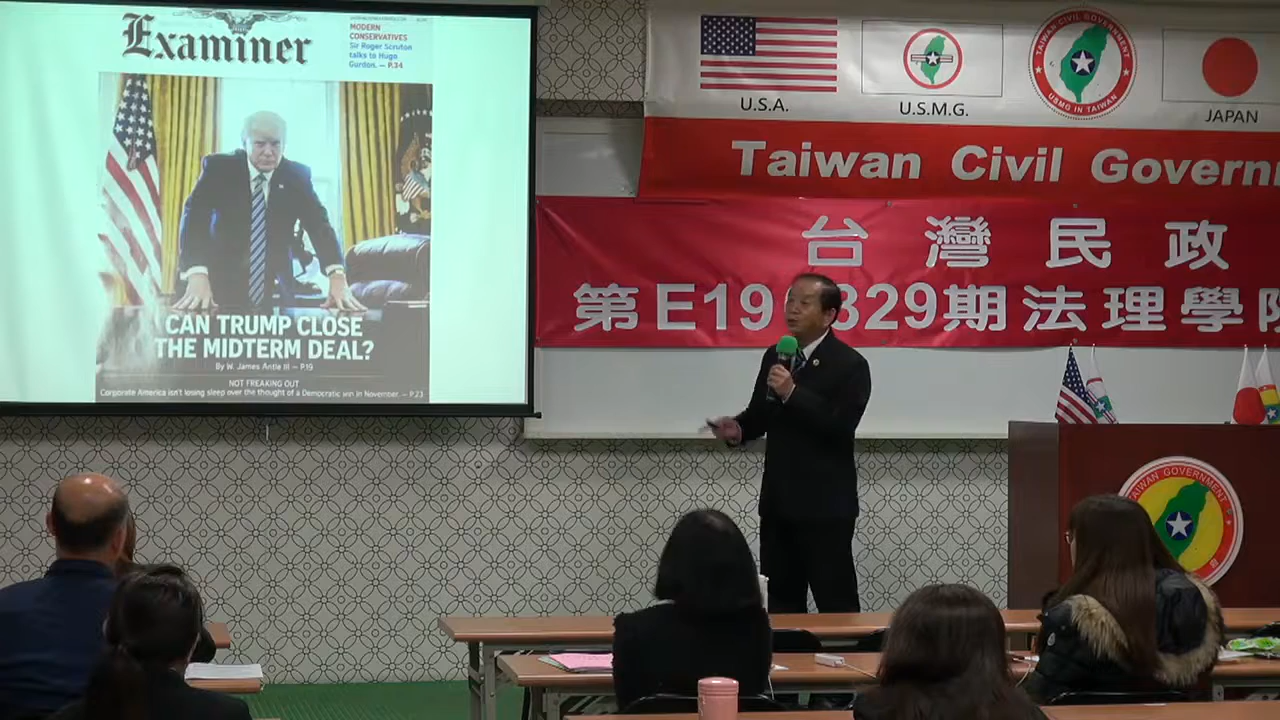 Examiner
MODERN
CONSERVATIVES
Sir Roger Scruton
talks to Hugo
Gurdon. — P.34
CAN TRUMP CLOSE
THE MIDTERM DEAL?
By W. James Antle III — P.19
NOT FREAKING OUT
Corporate America isn't losing sleep over the thought of a Democratic win in November. — P.23
U.S.A.
U.S.M.G.
TAIWAN CIVIL GOVERNMENT
USMG IN TAIWAN
JAPAN
Taiwan Civil Governm
台灣民政
第E19 329期法理學院
TAIWAN GOVERNMENT